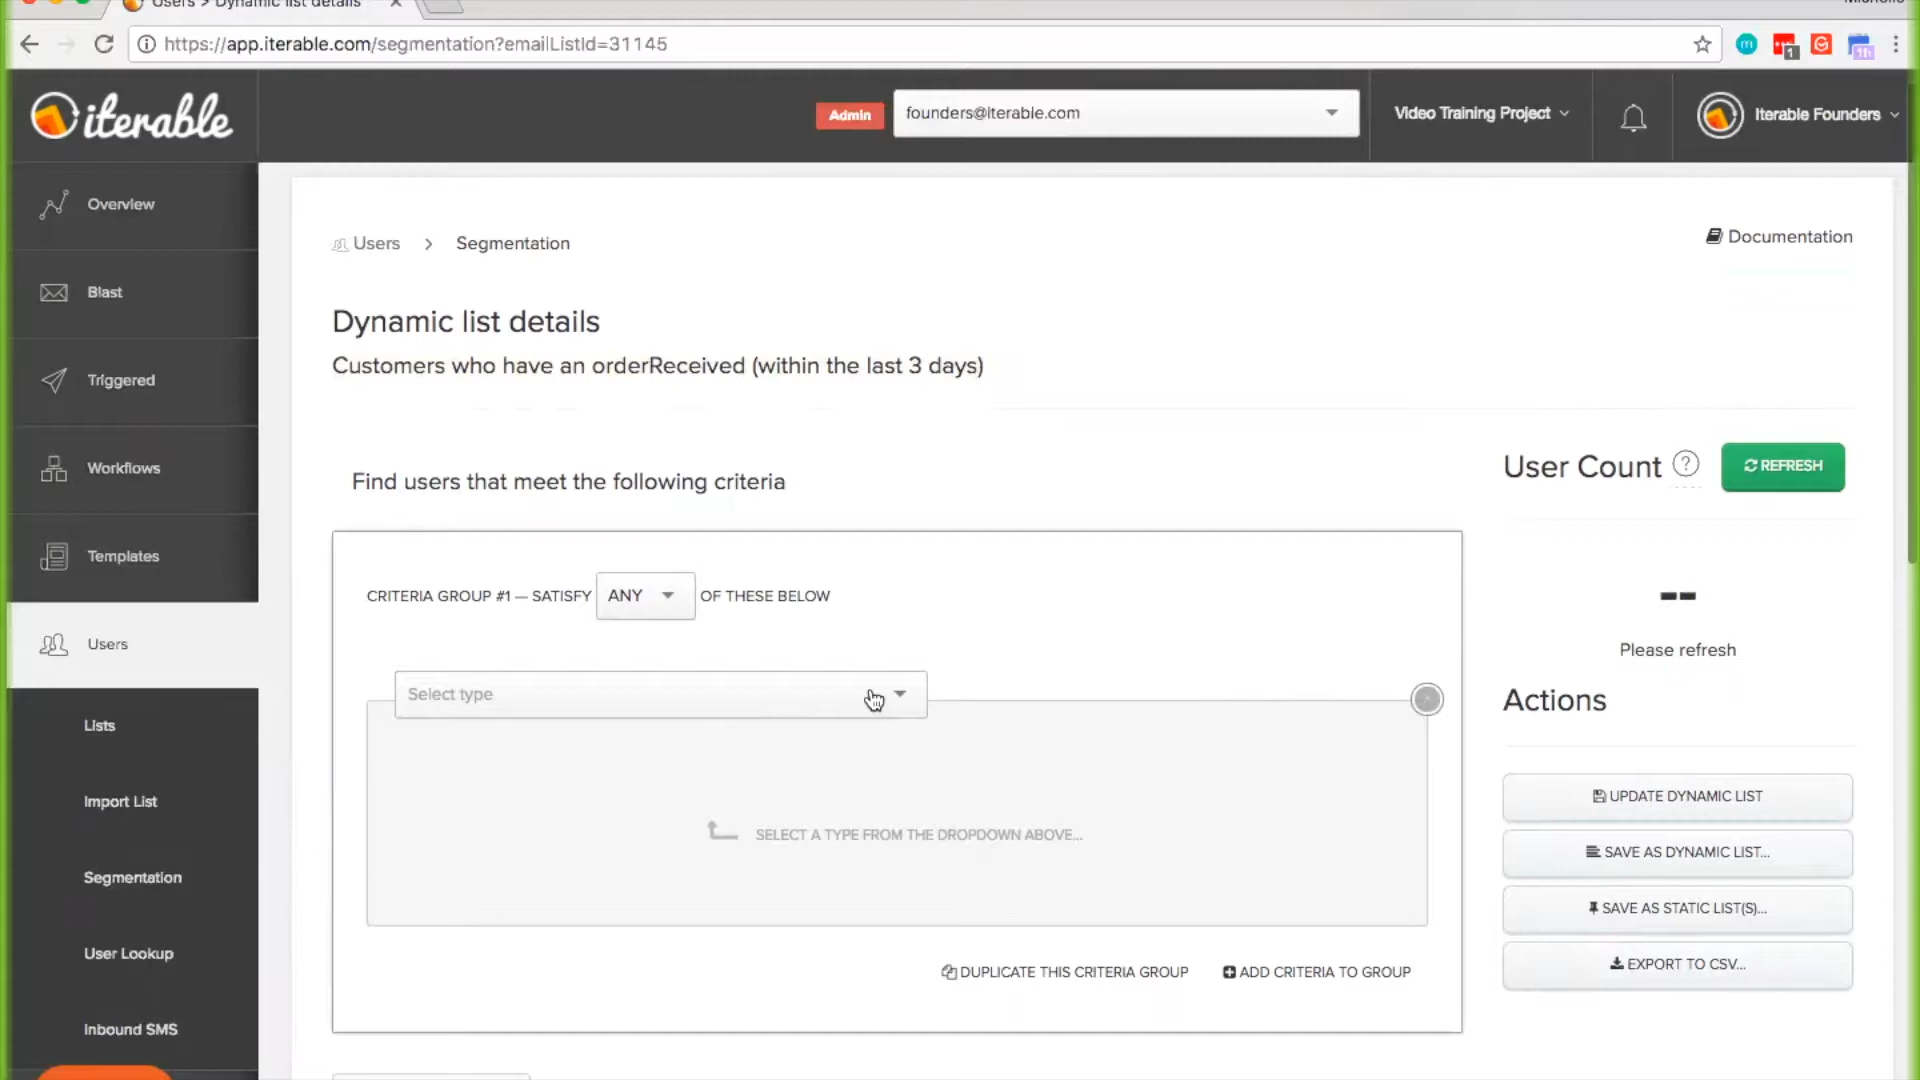 Users > Dynamic list details
https://app.iterable.com/segmentation?emailListId=31145
m
1
1h
iterable
Admin
founders@iterable.com
Video Training Project
Iterable Founders
Overview
Blast
Triggered
Workflows
Templates
Users
Lists
Import List
Segmentation
User Lookup
Inbound SMS
Users > Segmentation
Documentation
Dynamic list details
Customers who have an orderReceived (within the last 3 days)
Find users that meet the following criteria
CRITERIA GROUP #1 — SATISFY ANY OF THESE BELOW
Select type
SELECT A TYPE FROM THE DROPDOWN ABOVE...
DUPLICATE THIS CRITERIA GROUP
ADD CRITERIA TO GROUP
User Count ?
REFRESH
--
Please refresh
Actions
UPDATE DYNAMIC LIST
SAVE AS DYNAMIC LIST...
SAVE AS STATIC LIST(S)...
EXPORT TO CSV...